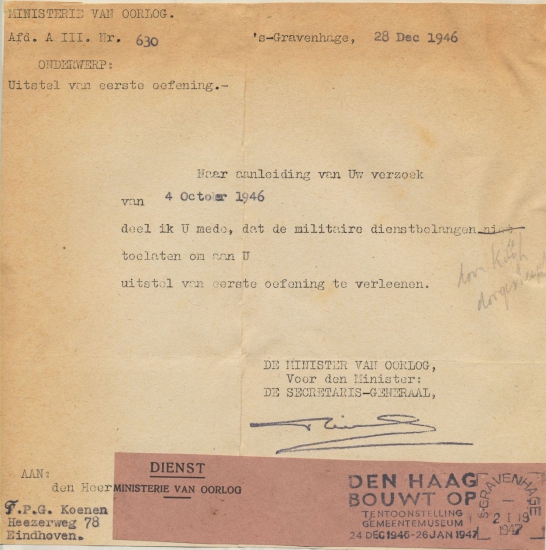 MINISTERIE VAN OORLOG.
Afd. A III. Nr. 630
's-Gravenhage, 28 Dec 1946
ONDERWERP:
Uitstel van eerste oefening.-
Naar aanleiding van Uw verzoek
van 4 October 1946
deel ik U mede, dat de militaire dienstbelangen niet
toelaten om aan U
uitstel van eerste oefening te verleenen.
DE MINISTER VAN OORLOG,
Voor den Minister:
DE SECRETARIS-GENERAAL,
AAN:
den Heer
F.P.G. Koenen
Heezerweg 78
Eindhoven.
DIENST
MINISTERIE VAN OORLOG
DEN HAAG
BOUWT OP
TENTOONSTELLING
GEMEENTEMUSEUM
24 DEC 1946-26 JAN 1947
'S GRAVENHAGE
2 I 19
1947